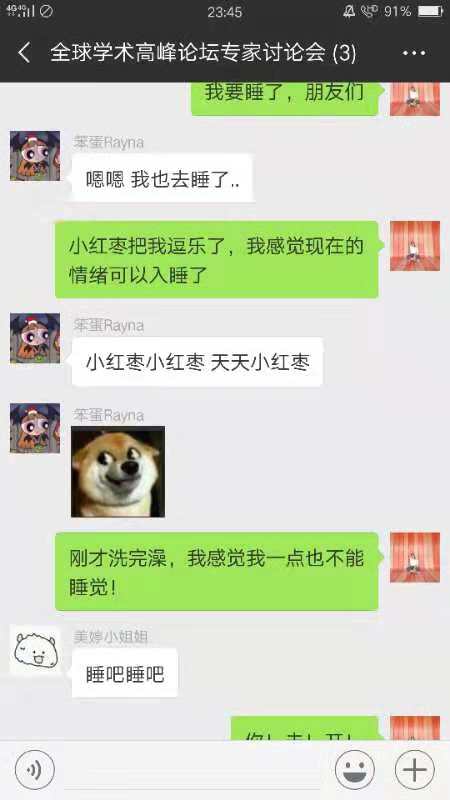 4G 4G
23:45
91%
全球学术高峰论坛专家讨论会 (3)
我要睡了，朋友们
笨蛋Rayna
嗯嗯 我也去睡了..
小红枣把我逗乐了，我感觉现在的
情绪可以入睡了
笨蛋Rayna
小红枣小红枣 天天小红枣
笨蛋Rayna
刚才洗完澡，我感觉我一点也不能
睡觉！
美婷小姐姐
睡吧睡吧
你！走！开！